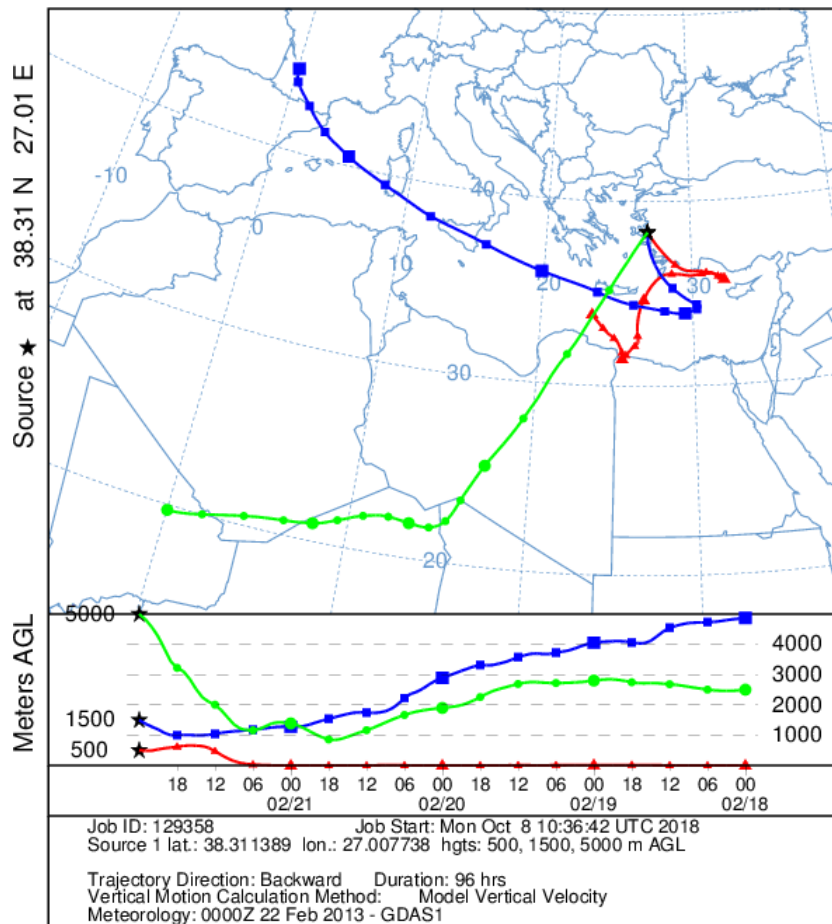 Source ★ at 38.31 N 27.01 E
-10
0
40
10
20
30
30
20
Meters AGL
5000
1500
500
4000
3000
2000
1000
18 12 06 00 18 12 06 00 18 12 06 00 18 12 06 00
02/21 02/20 02/19 02/18
Job ID: 129358 Job Start: Mon Oct 8 10:36:42 UTC 2018
Source 1 lat.: 38.311389 lon.: 27.007738 hgts: 500, 1500, 5000 m AGL
Trajectory Direction: Backward Duration: 96 hrs
Vertical Motion Calculation Method: Model Vertical Velocity
Meteorology: 0000Z 22 Feb 2013 - GDAS1